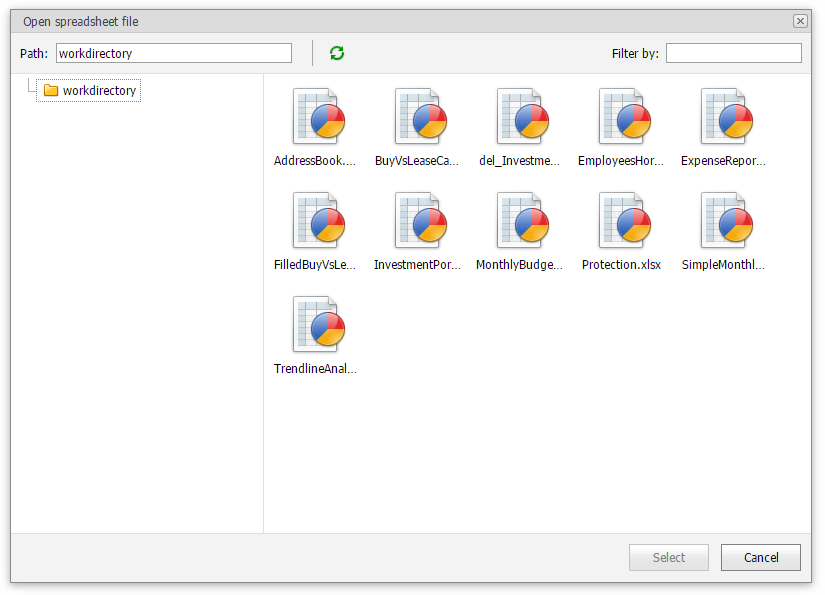 Open spreadsheet file
Path: workdirectory Filter by:
workdirectory
AddressBook.... BuyVsLeaseCa... del_Investme... EmployeesHor... ExpenseRepor...
FilledBuyVsLe... InvestmentPor... MonthlyBudge... Protection.xlsx SimpleMonthl...
TrendlineAnal...
Select Cancel